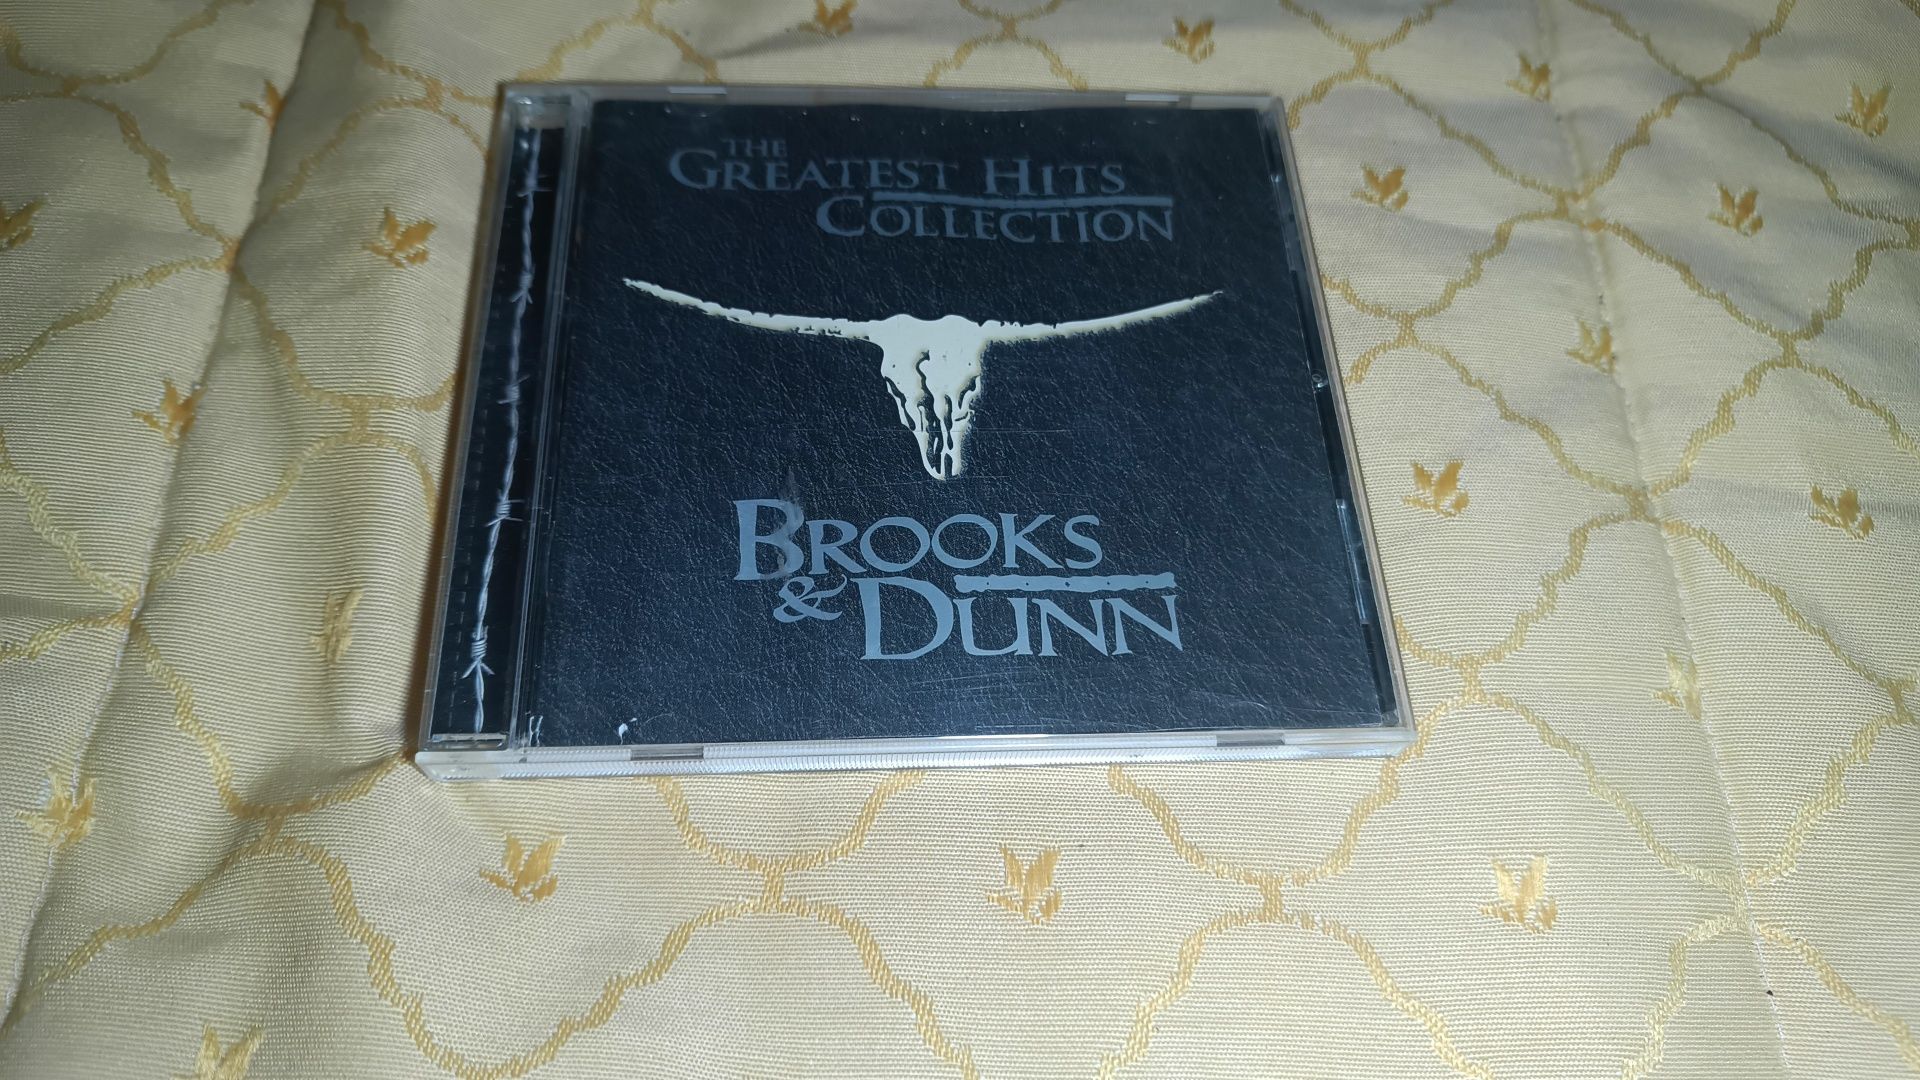 THE
GREATEST HITS
COLLECTION
BROOKS
& DUNN